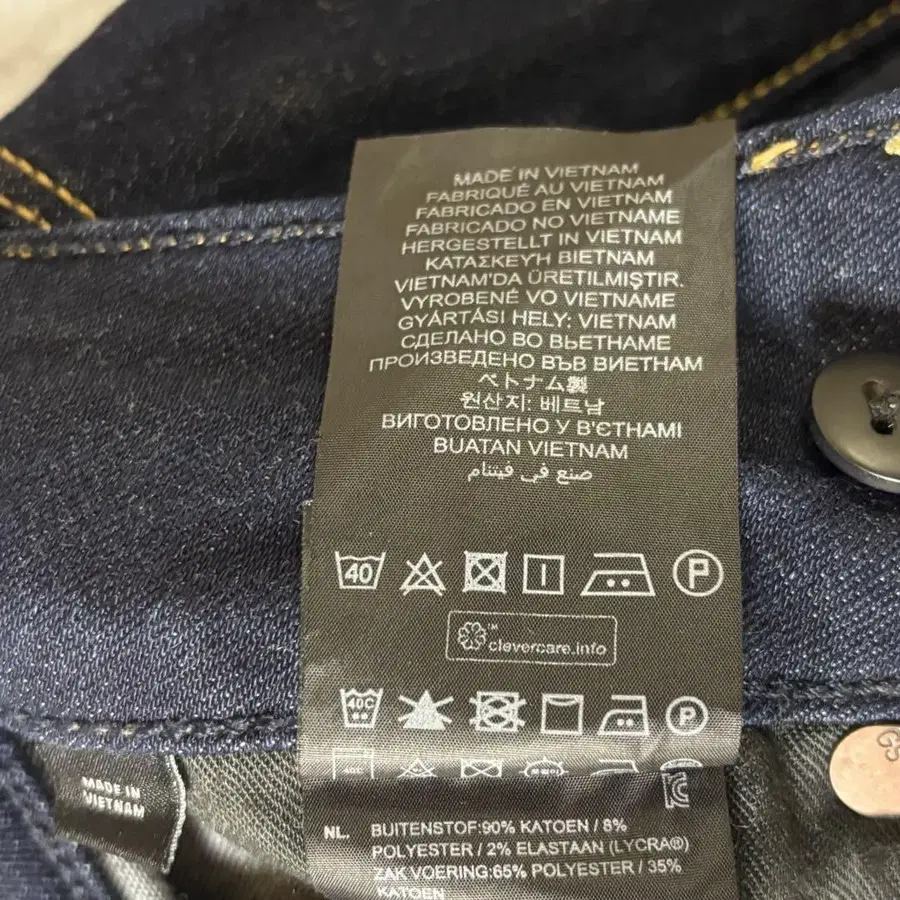 MADE IN VIETNAM
FABRIQUÉ AU VIETNAM
FABRICADO EN VIETNAM
FABRICADO NO VIETNAME
HERGESTELLT IN VIETNAM
ΚΑΤΑΣΚΕΥΗ ΒΙΕΤΝΑΜ
VIETNAM'DA ÜRETILMIŞTIR.
VYROBENÉ VO VIETNAME
GYÁRTÁSI HELY: VIETNAM
СДЕЛАНО ВО ВЬЕТНАМЕ
ПРОИЗВЕДЕНО ВЪВ ВИЕТНАМ
ベトナム製
원산지: 베트남
ВИГОТОВЛЕНО У В'ЄТНАМІ
BUATAN VIETNAM
صنع في فيتنام
40 P
™ clevercare.info
40C P
MADE IN
VIETNAM
NL. BUITENSTOF:90% KATOEN / 8%
POLYESTER / 2% ELASTAAN (LYCRA®)
ZAK VOERING:65% POLYESTER / 35%
KATOEN